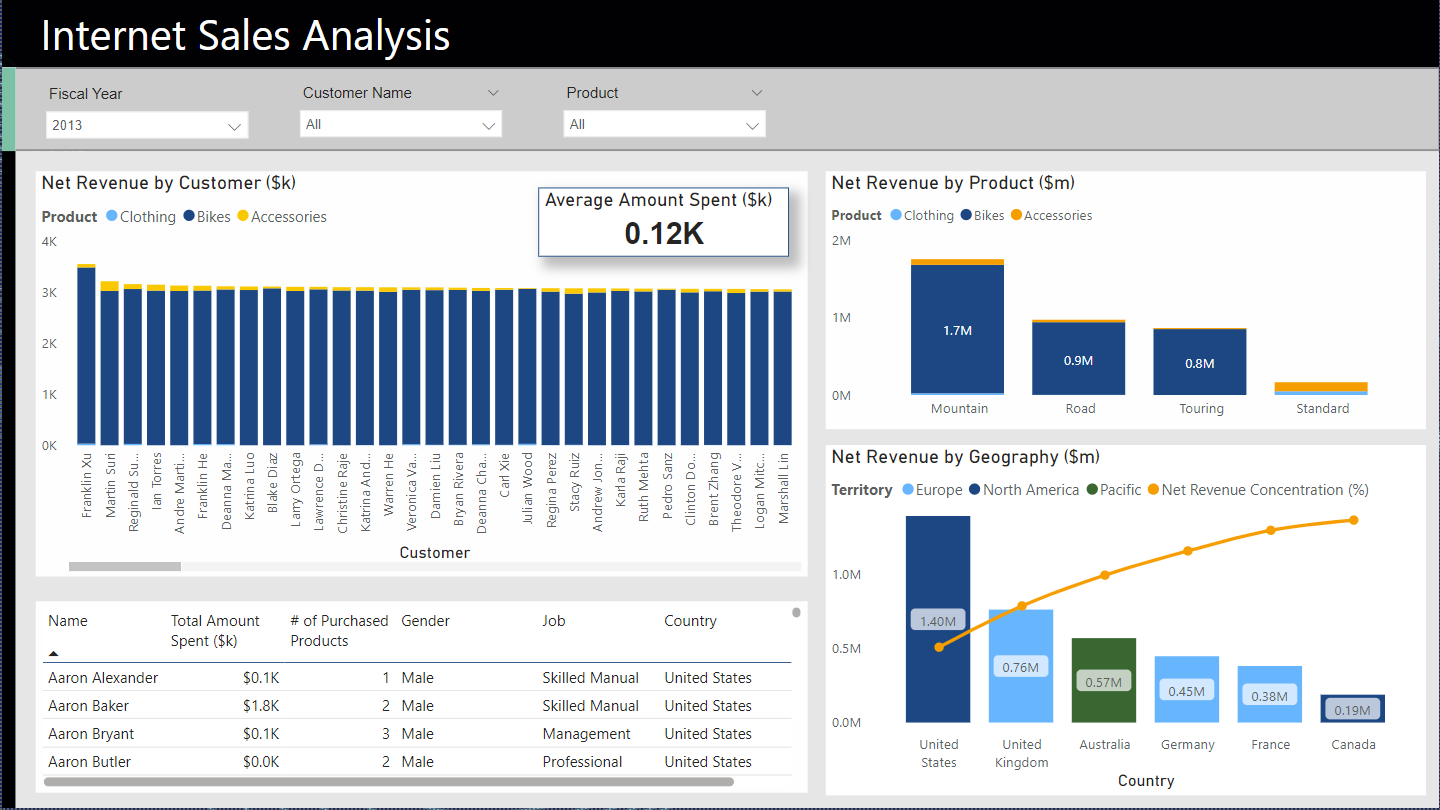 Internet Sales Analysis
Fiscal Year
2013
Customer Name
All
Product
All
Net Revenue by Customer ($k)
Average Amount Spent ($k)
0.12K
Product Clothing Bikes Accessories
4K
3K
2K
1K
0K
Franklin Xu
Martin Suri
Reginald Su...
Ian Torres
Andre Marti...
Franklin He
Deanna Ma...
Katrina Luo
Blake Diaz
Larry Ortega
Lawrence D...
Christine Raje
Katrina And...
Warren He
Veronica Va...
Damien Liu
Bryan Rivera
Deanna Cha...
Carl Xie
Julian Wood
Regina Perez
Stacy Ruiz
Andrew Jon...
Karla Raji
Ruth Mehta
Pedro Sanz
Clinton Do...
Brent Zhang
Theodore V...
Logan Mitc...
Marshall Lin
Customer
Name Total Amount Spent ($k) # of Purchased Products Gender Job Country
Aaron Alexander $0.1K 1 Male Skilled Manual United States
Aaron Baker $1.8K 2 Male Skilled Manual United States
Aaron Bryant $0.1K 3 Male Management United States
Aaron Butler $0.0K 2 Male Professional United States
Net Revenue by Product ($m)
Product Clothing Bikes Accessories
2M
1M
0M
1.7M
0.9M
0.8M
Mountain Road Touring Standard
Net Revenue by Geography ($m)
Territory Europe North America Pacific Net Revenue Concentration (%)
1.0M
0.5M
0.0M
1.40M
0.76M
0.57M
0.45M
0.38M
0.19M
United States
United Kingdom
Australia
Germany
France
Canada
Country